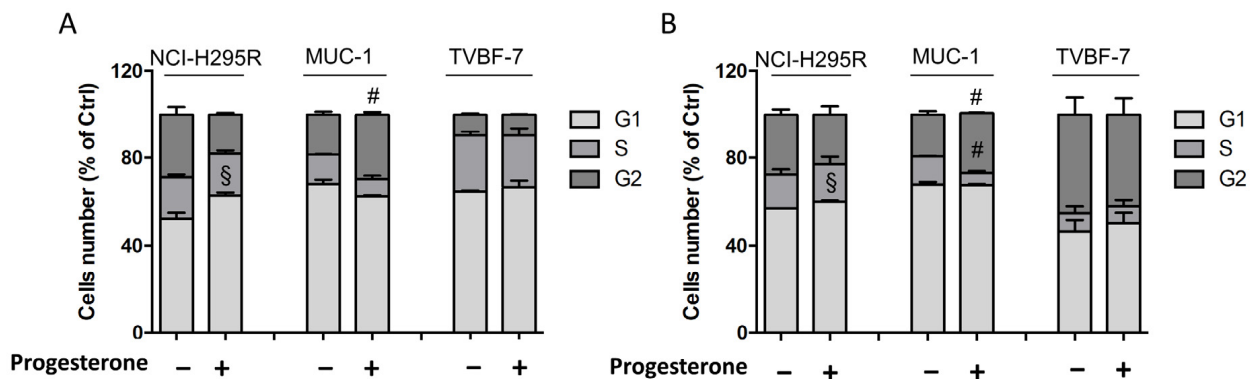 A
NCI-H295R MUC-1 TVBF-7
120
80
40
0
Cells number (% of Ctrl)
#
§
G1
S
G2
Progesterone − + − + − +
B
NCI-H295R MUC-1 TVBF-7
120
80
40
0
Cells number (% of Ctrl)
#
#
§
G1
S
G2
Progesterone − + − + − +